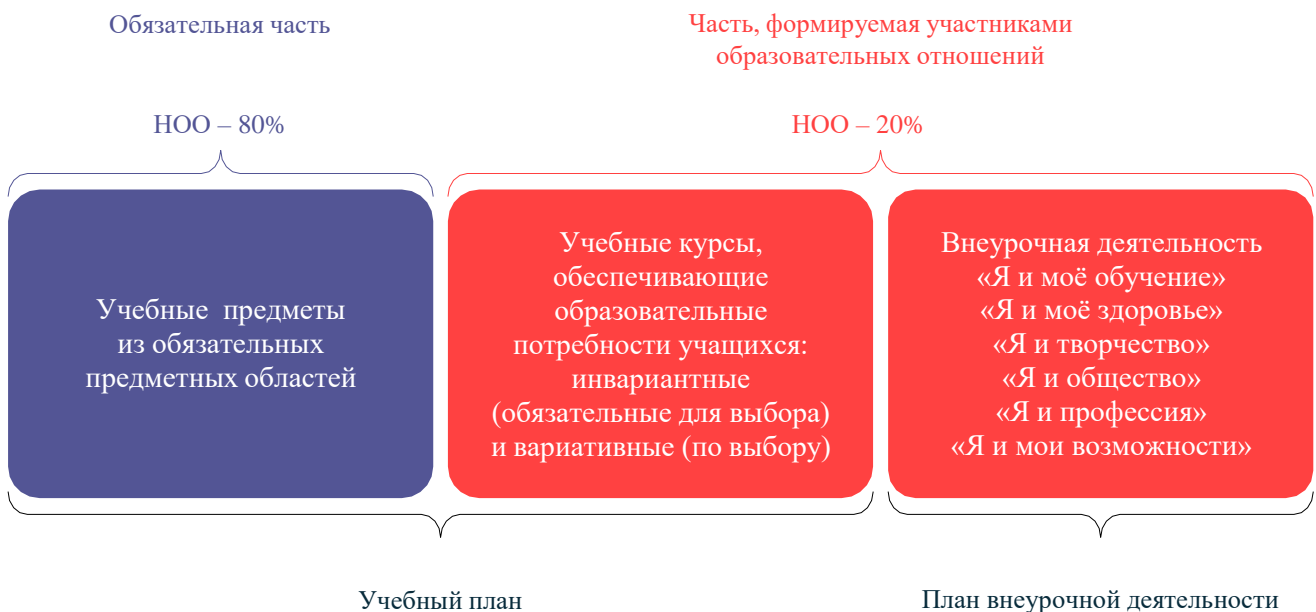 Обязательная часть
Часть, формируемая участниками
образовательных отношений
НОО – 80%
НОО – 20%
Учебные предметы
из обязательных
предметных областей
Учебные курсы,
обеспечивающие
образовательные
потребности учащихся:
инвариантные
(обязательные для выбора)
и вариативные (по выбору)
Внеурочная деятельность
«Я и моё обучение»
«Я и моё здоровье»
«Я и творчество»
«Я и общество»
«Я и профессия»
«Я и мои возможности»
Учебный план
План внеурочной деятельности